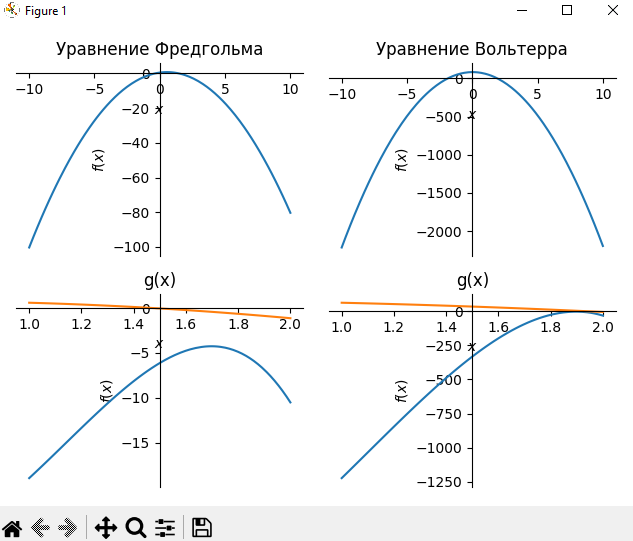 Figure 1
Уравнение Фредгольма
Уравнение Вольтерра
0
−10 −5 0 5 10
x
−20
−40
f(x)
−60
−80
−100
0
−10 −5 0 5 10
x
−500
f(x)
−1000
−1500
−2000
g(x)
0
1.0 1.2 1.4 1.6 1.8 2.0
x
−5
f(x)
−10
−15
g(x)
0
1.0 1.2 1.4 1.6 1.8 2.0
x
−250
−500
f(x)
−750
−1000
−1250